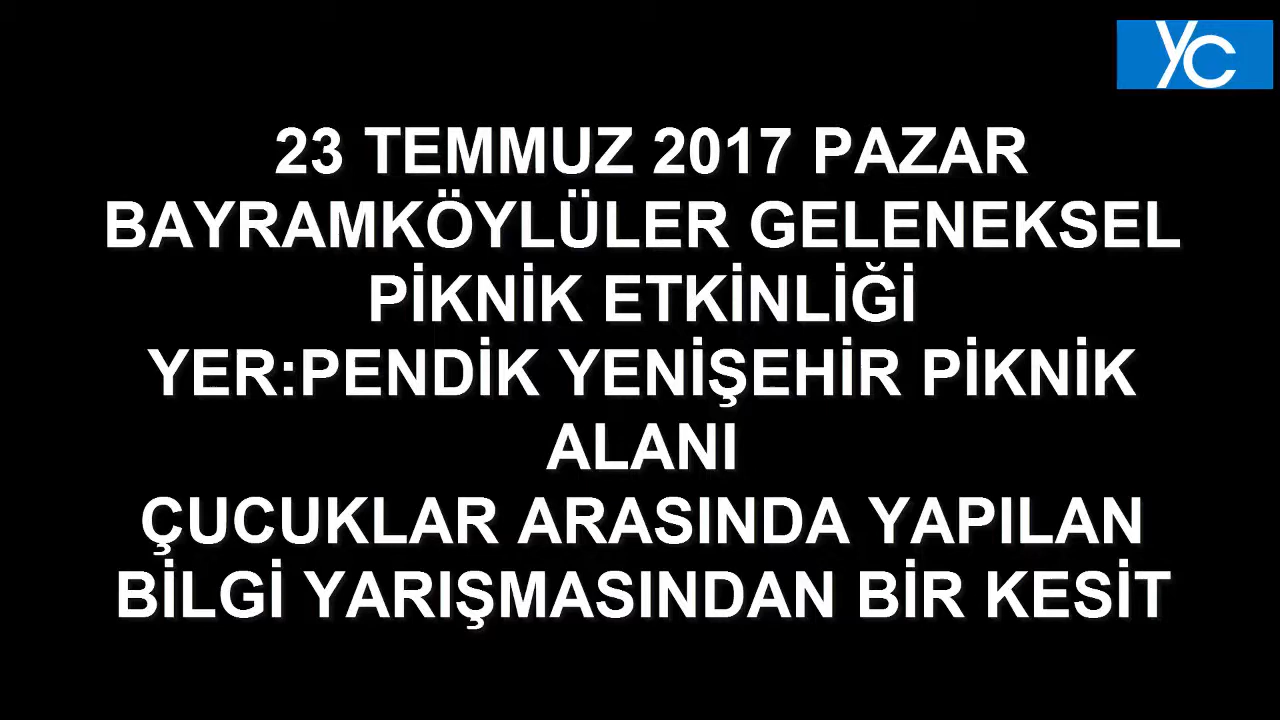 YC
23 TEMMUZ 2017 PAZAR
BAYRAMKÖYLÜLER GELENEKSEL
PİKNİK ETKİNLİĞİ
YER:PENDİK YENİŞEHİR PİKNİK
ALANI
ÇUCUKLAR ARASINDA YAPILAN
BİLGİ YARIŞMASINDAN BİR KESİT